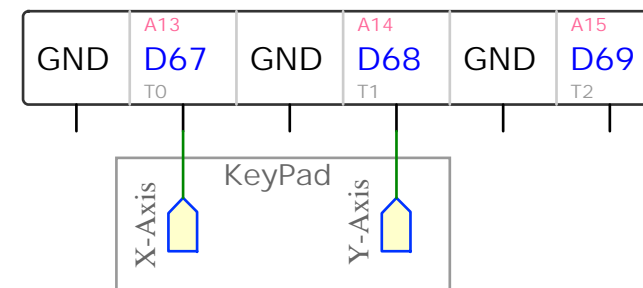 A13 A14 A15
GND D67 GND D68 GND D69
T0 T1 T2
KeyPad
X-Axis
Y-Axis